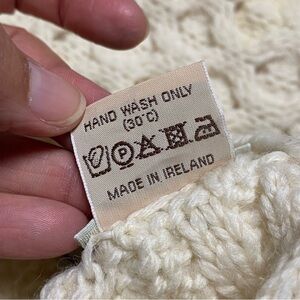 HAND WASH ONLY
(30°C)
P
MADE IN IRELAND